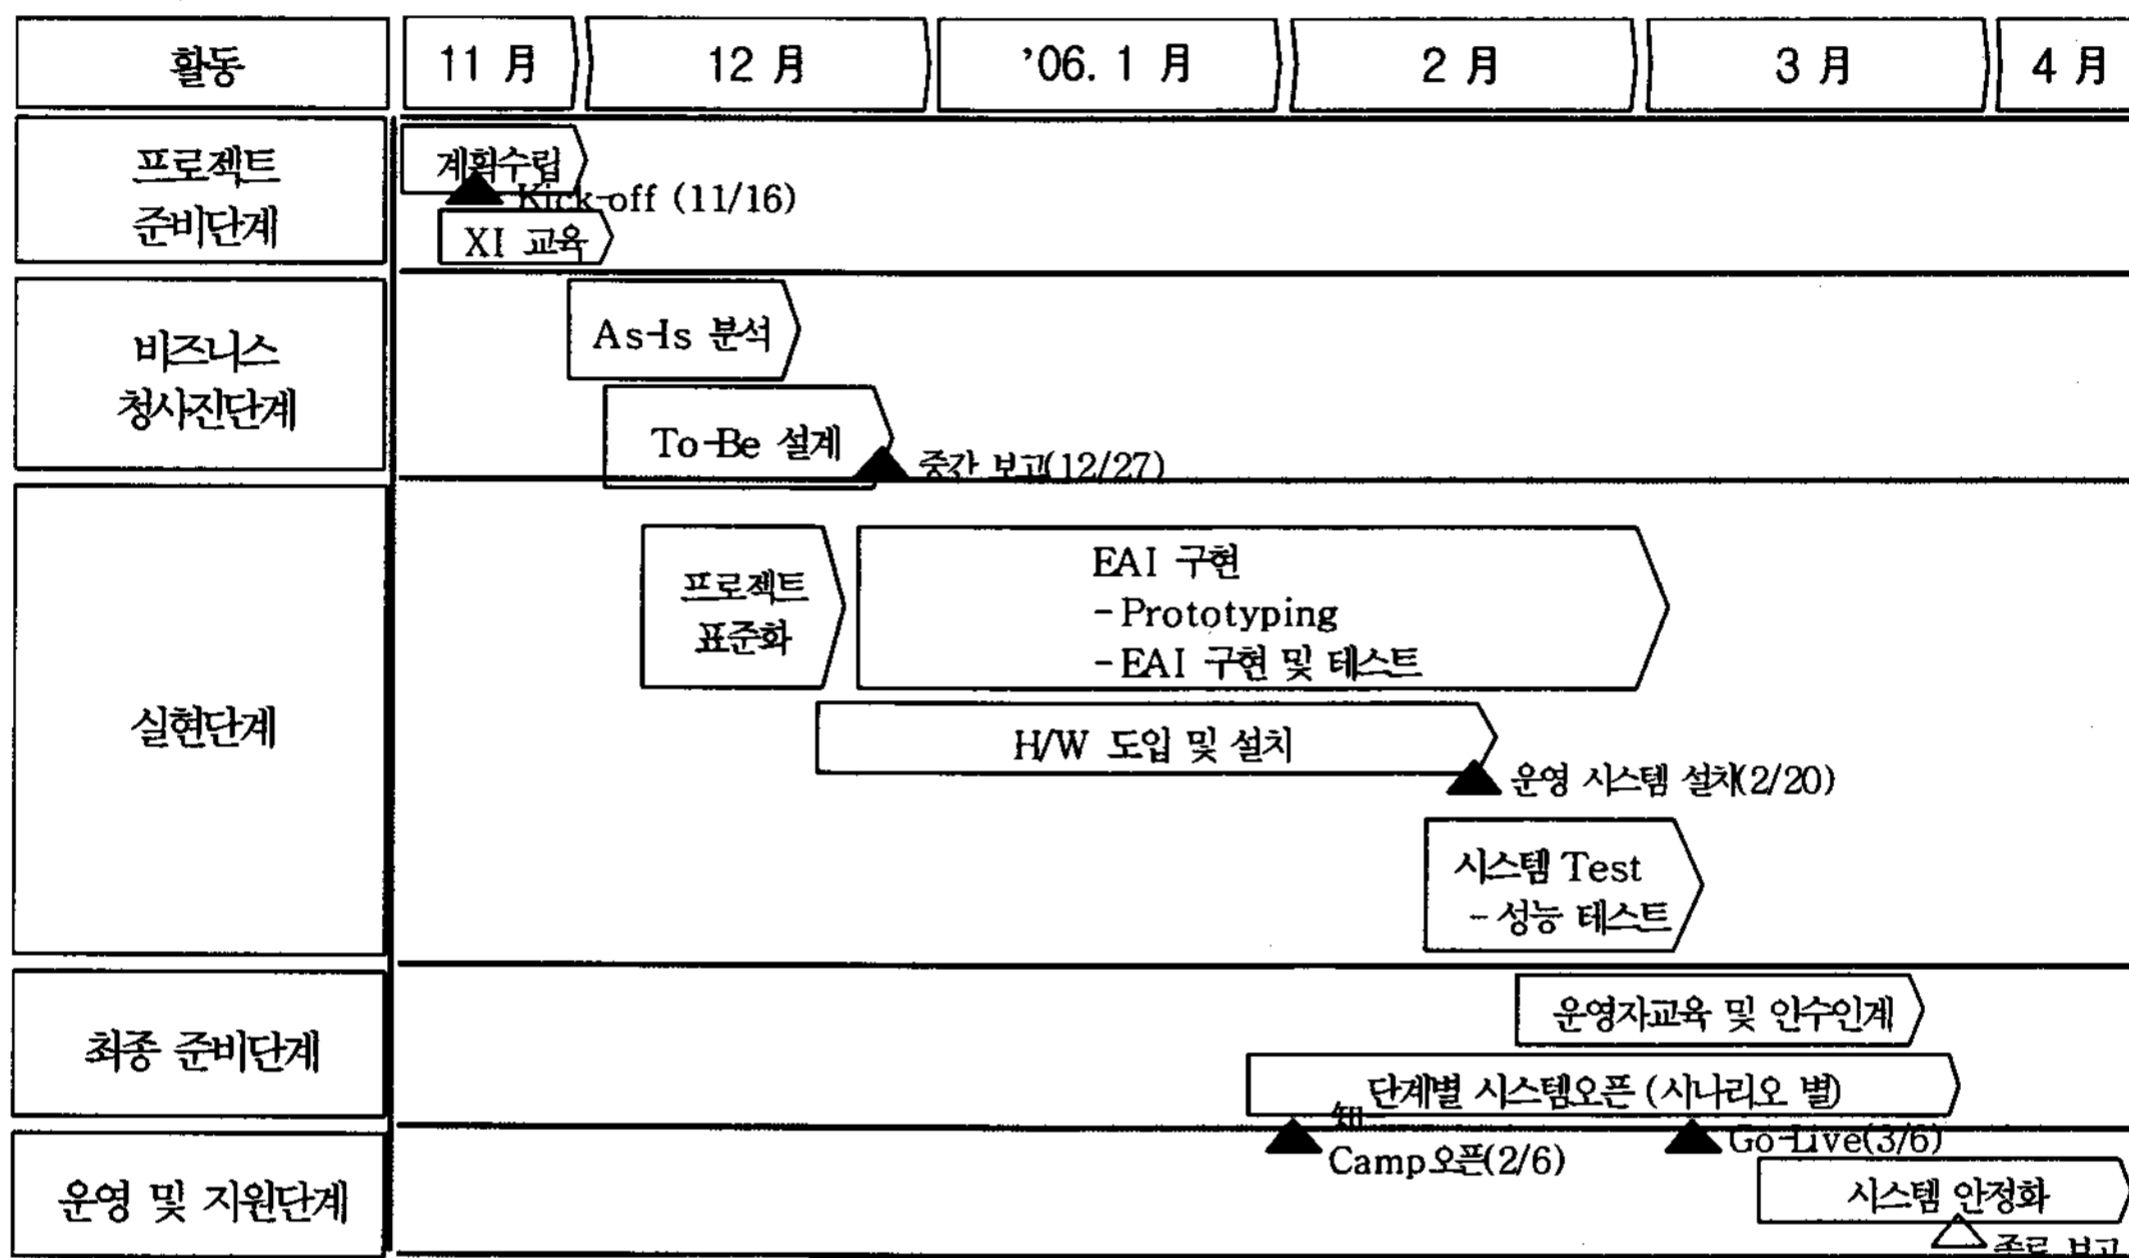 활동
11 月
12 月
'06. 1 月
2 月
3 月
4 月
프로젝트
준비단계
계획수립
Kick-off (11/16)
XI 교육
비즈니스
청사진단계
As-Is 분석
To-Be 설계
중간 보고(12/27)
실현단계
프로젝트
표준화
EAI 구현
- Prototyping
- EAI 구현 및 테스트
H/W 도입 및 설치
운영 시스템 설치(2/20)
시스템 Test
- 성능 테스트
최종 준비단계
운영자교육 및 인수인계
단계별 시스템오픈 (시나리오 별)
知
Camp오픈(2/6)
Go-Live(3/6)
운영 및 지원단계
시스템 안정화
종료 보고